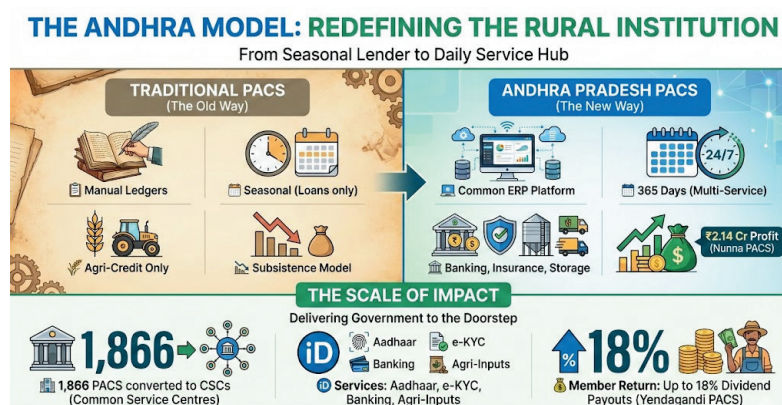 THE ANDHRA MODEL: REDEFINING THE RURAL INSTITUTION
From Seasonal Lender to Daily Service Hub
TRADITIONAL PACS
(The Old Way)
Manual Ledgers
Seasonal (Loans only)
Agri-Credit Only
Subsistence Model
ANDHRA PRADESH PACS
(The New Way)
Common ERP Platform
24/7
365 Days (Multi-Service)
Banking, Insurance, Storage
₹2.14 Cr Profit
(Nunna PACS)
THE SCALE OF IMPACT
Delivering Government to the Doorstep
1,866
1,866 PACS converted to CSCs
(Common Service Centres)
iD
Aadhaar
e-KYC
Banking
Agri-Inputs
iD Services: Aadhaar, e-KYC,
Banking, Agri-Inputs
%
18%
Member Return: Up to 18% Dividend
Payouts (Yendagandi PACS)